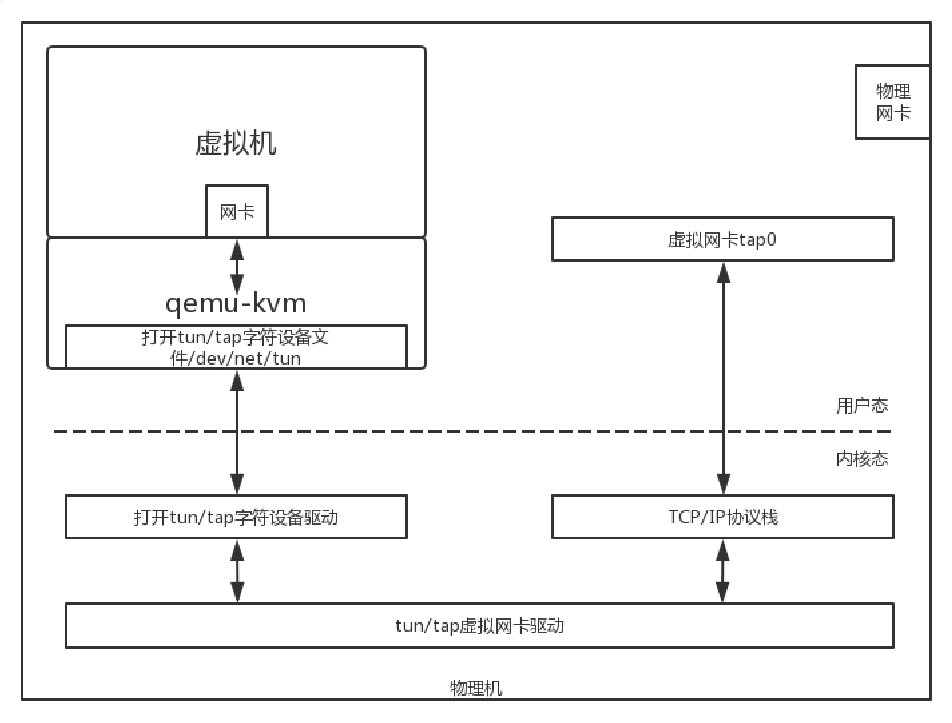 物理
网卡
虚拟机
网卡
虚拟网卡tap0
qemu-kvm
打开tun/tap字符设备文
件/dev/net/tun
用户态
内核态
打开tun/tap字符设备驱动
TCP/IP协议栈
tun/tap虚拟网卡驱动
物理机